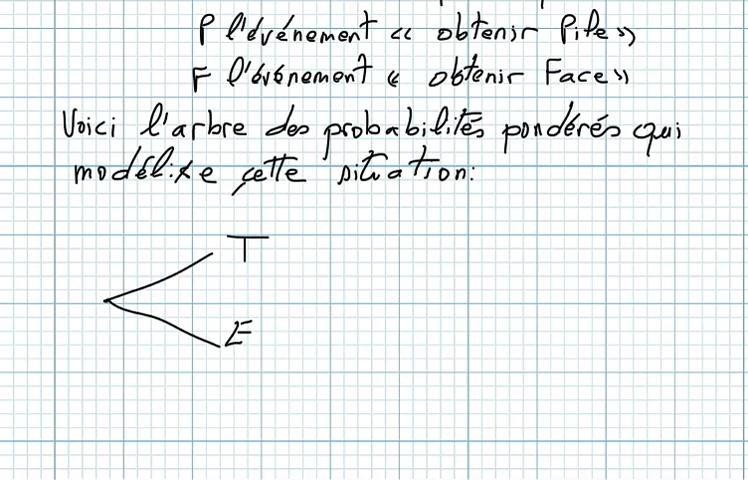 P l'événement « obtenir Pile »
F l'événement « obtenir Face »
Voici l'arbre des probabilités pondérés qui
modélise cette situation:
T
E